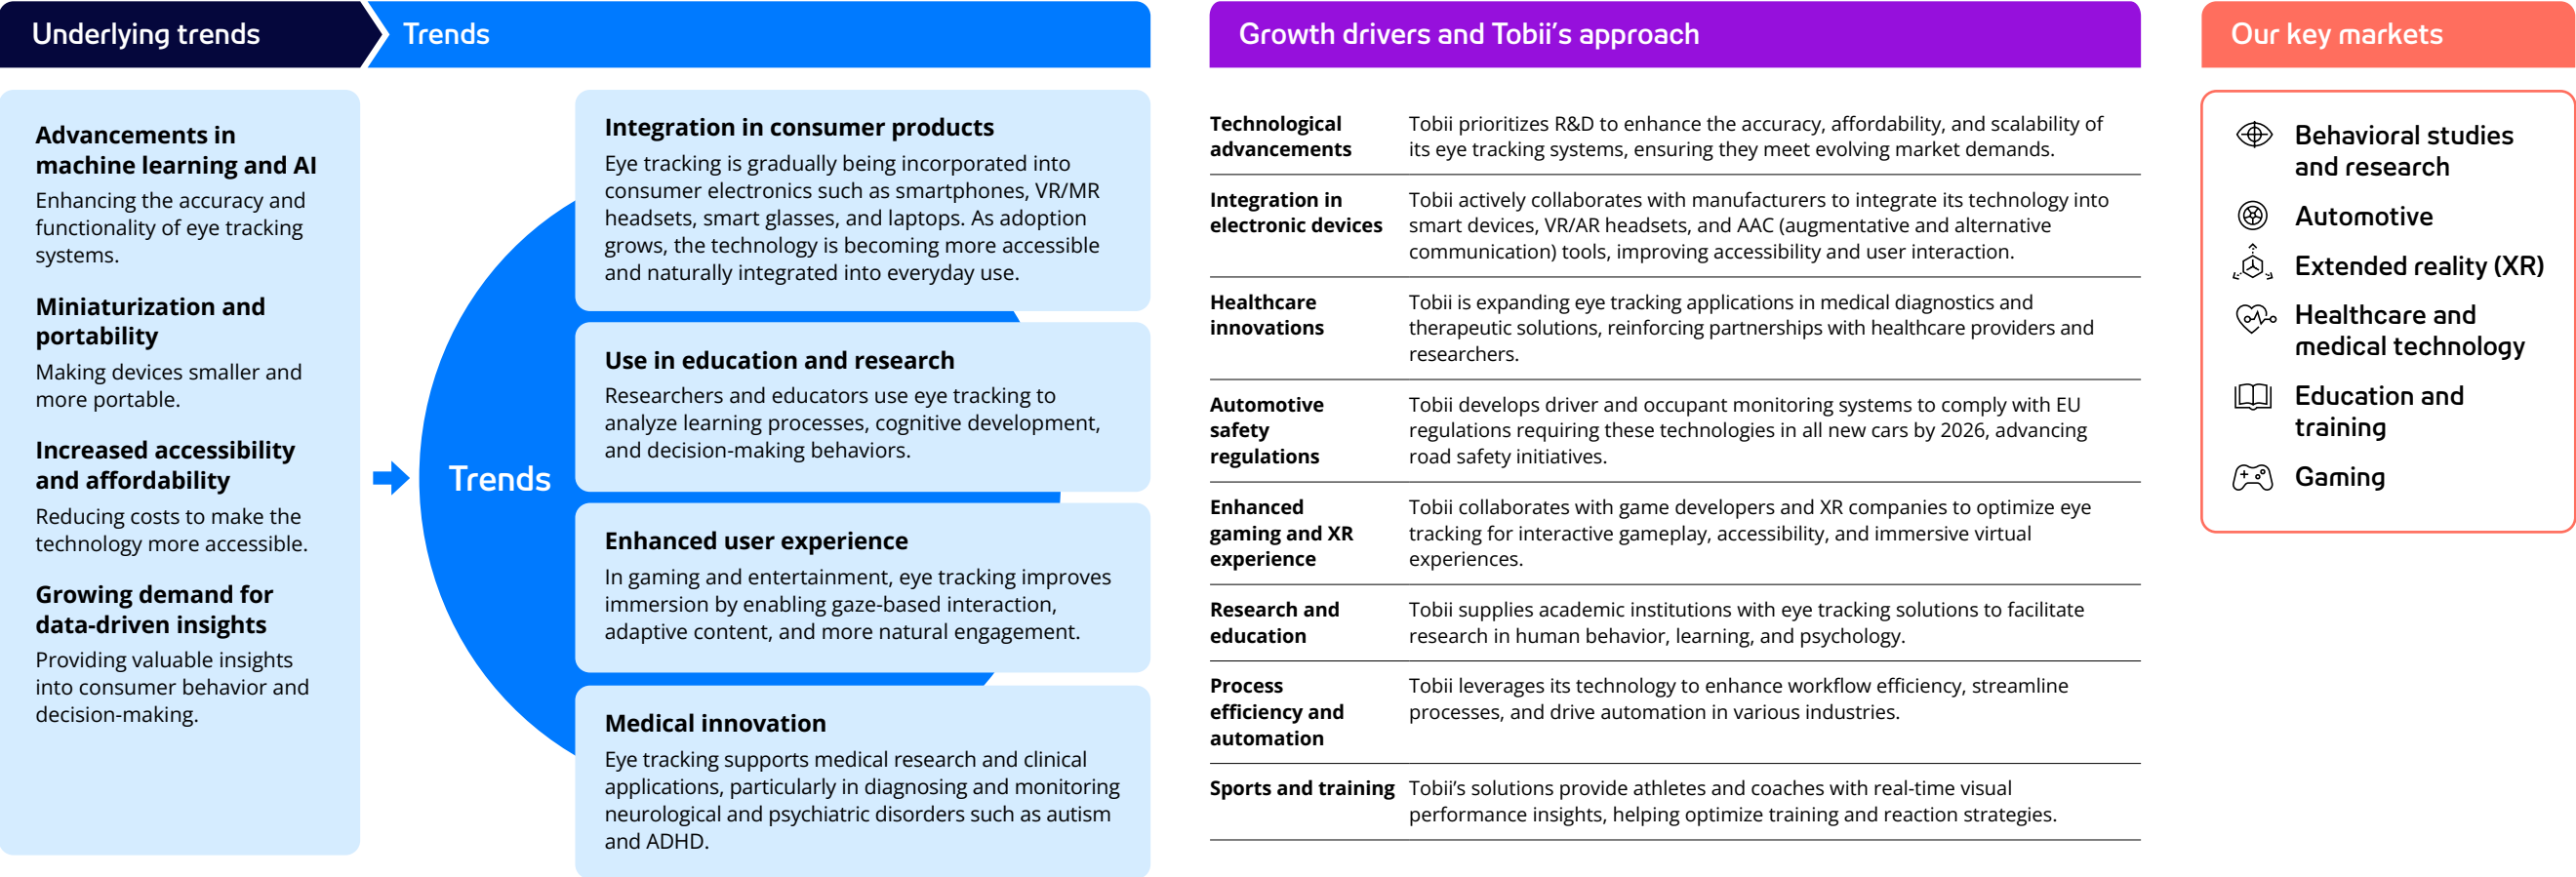 Underlying trends
Trends
Advancements in
machine learning and AI
Enhancing the accuracy and
functionality of eye tracking
systems.
Miniaturization and
portability
Making devices smaller and
more portable.
Increased accessibility
and affordability
Reducing costs to make the
technology more accessible.
Growing demand for
data-driven insights
Providing valuable insights
into consumer behavior and
decision-making.
Trends
Integration in consumer products
Eye tracking is gradually being incorporated into
consumer electronics such as smartphones, VR/MR
headsets, smart glasses, and laptops. As adoption
grows, the technology is becoming more accessible
and naturally integrated into everyday use.
Use in education and research
Researchers and educators use eye tracking to
analyze learning processes, cognitive development,
and decision-making behaviors.
Enhanced user experience
In gaming and entertainment, eye tracking improves
immersion by enabling gaze-based interaction,
adaptive content, and more natural engagement.
Medical innovation
Eye tracking supports medical research and clinical
applications, particularly in diagnosing and monitoring
neurological and psychiatric disorders such as autism
and ADHD.
Growth drivers and Tobii's approach
Technological
advancements
Tobii prioritizes R&D to enhance the accuracy, affordability, and scalability of
its eye tracking systems, ensuring they meet evolving market demands.
Integration in
electronic devices
Tobii actively collaborates with manufacturers to integrate its technology into
smart devices, VR/AR headsets, and AAC (augmentative and alternative
communication) tools, improving accessibility and user interaction.
Healthcare
innovations
Tobii is expanding eye tracking applications in medical diagnostics and
therapeutic solutions, reinforcing partnerships with healthcare providers and
researchers.
Automotive
safety
regulations
Tobii develops driver and occupant monitoring systems to comply with EU
regulations requiring these technologies in all new cars by 2026, advancing
road safety initiatives.
Enhanced
gaming and XR
experience
Tobii collaborates with game developers and XR companies to optimize eye
tracking for interactive gameplay, accessibility, and immersive virtual
experiences.
Research and
education
Tobii supplies academic institutions with eye tracking solutions to facilitate
research in human behavior, learning, and psychology.
Process
efficiency and
automation
Tobii leverages its technology to enhance workflow efficiency, streamline
processes, and drive automation in various industries.
Sports and training
Tobii's solutions provide athletes and coaches with real-time visual
performance insights, helping optimize training and reaction strategies.
Our key markets
Behavioral studies
and research
Automotive
Extended reality (XR)
Healthcare and
medical technology
Education and
training
Gaming